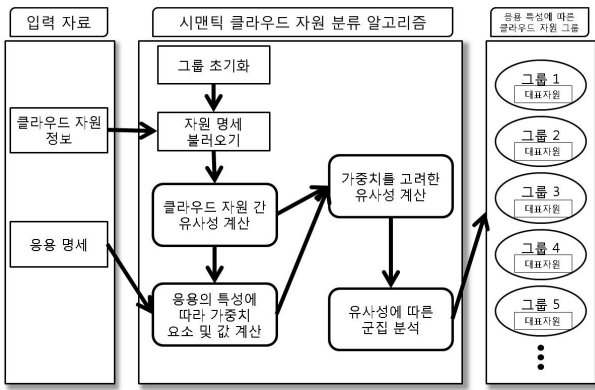 입력 자료
시맨틱 클라우드 자원 분류 알고리즘
응용 특성에 따른
클라우드 자원 그룹
클라우드 자원
정보
응용 명세
그룹 초기화
자원 명세
불러오기
클라우드 자원 간
유사성 계산
응용의 특성에
따라 가중치
요소 및 값 계산
가중치를 고려한
유사성 계산
유사성에 따른
군집 분석
그룹 1
대표자원
그룹 2
대표자원
그룹 3
대표자원
그룹 4
대표자원
그룹 5
대표자원